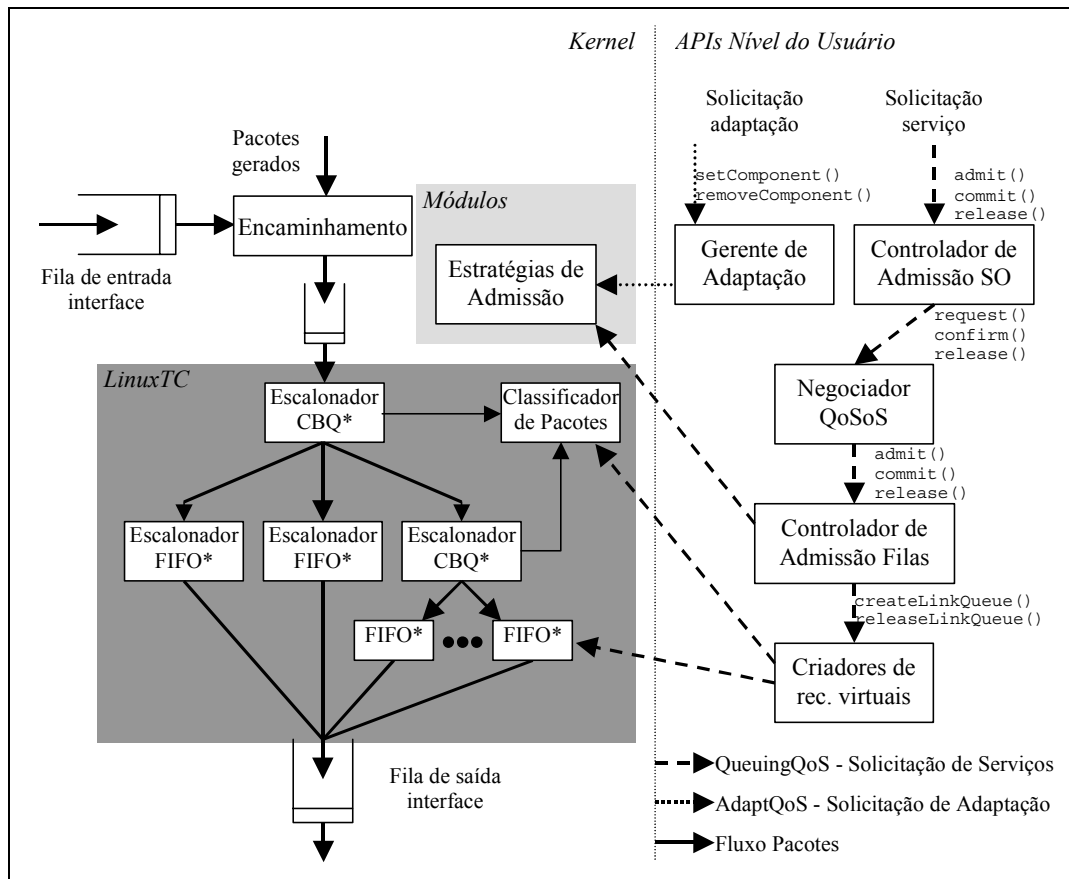 Kernel
APIs Nível do Usuário
Solicitação
adaptação
Solicitação
serviço
Pacotes
gerados
setComponent()
removeComponent()
admit()
commit()
release()
Módulos
Encaminhamento
Fila de entrada
interface
Estratégias de
Admissão
Gerente de
Adaptação
Controlador de
Admissão SO
request()
confirm()
release()
LinuxTC
Escalonador
CBQ*
Classificador
de Pacotes
Negociador
QoSoS
admit()
commit()
release()
Escalonador
FIFO*
Escalonador
FIFO*
Escalonador
CBQ*
Controlador de
Admissão Filas
createLinkQueue()
releaseLinkQueue()
FIFO*
FIFO*
Criadores de
rec. virtuais
Fila de saída
interface
QueuingQoS - Solicitação de Serviços
AdaptQoS - Solicitação de Adaptação
Fluxo Pacotes